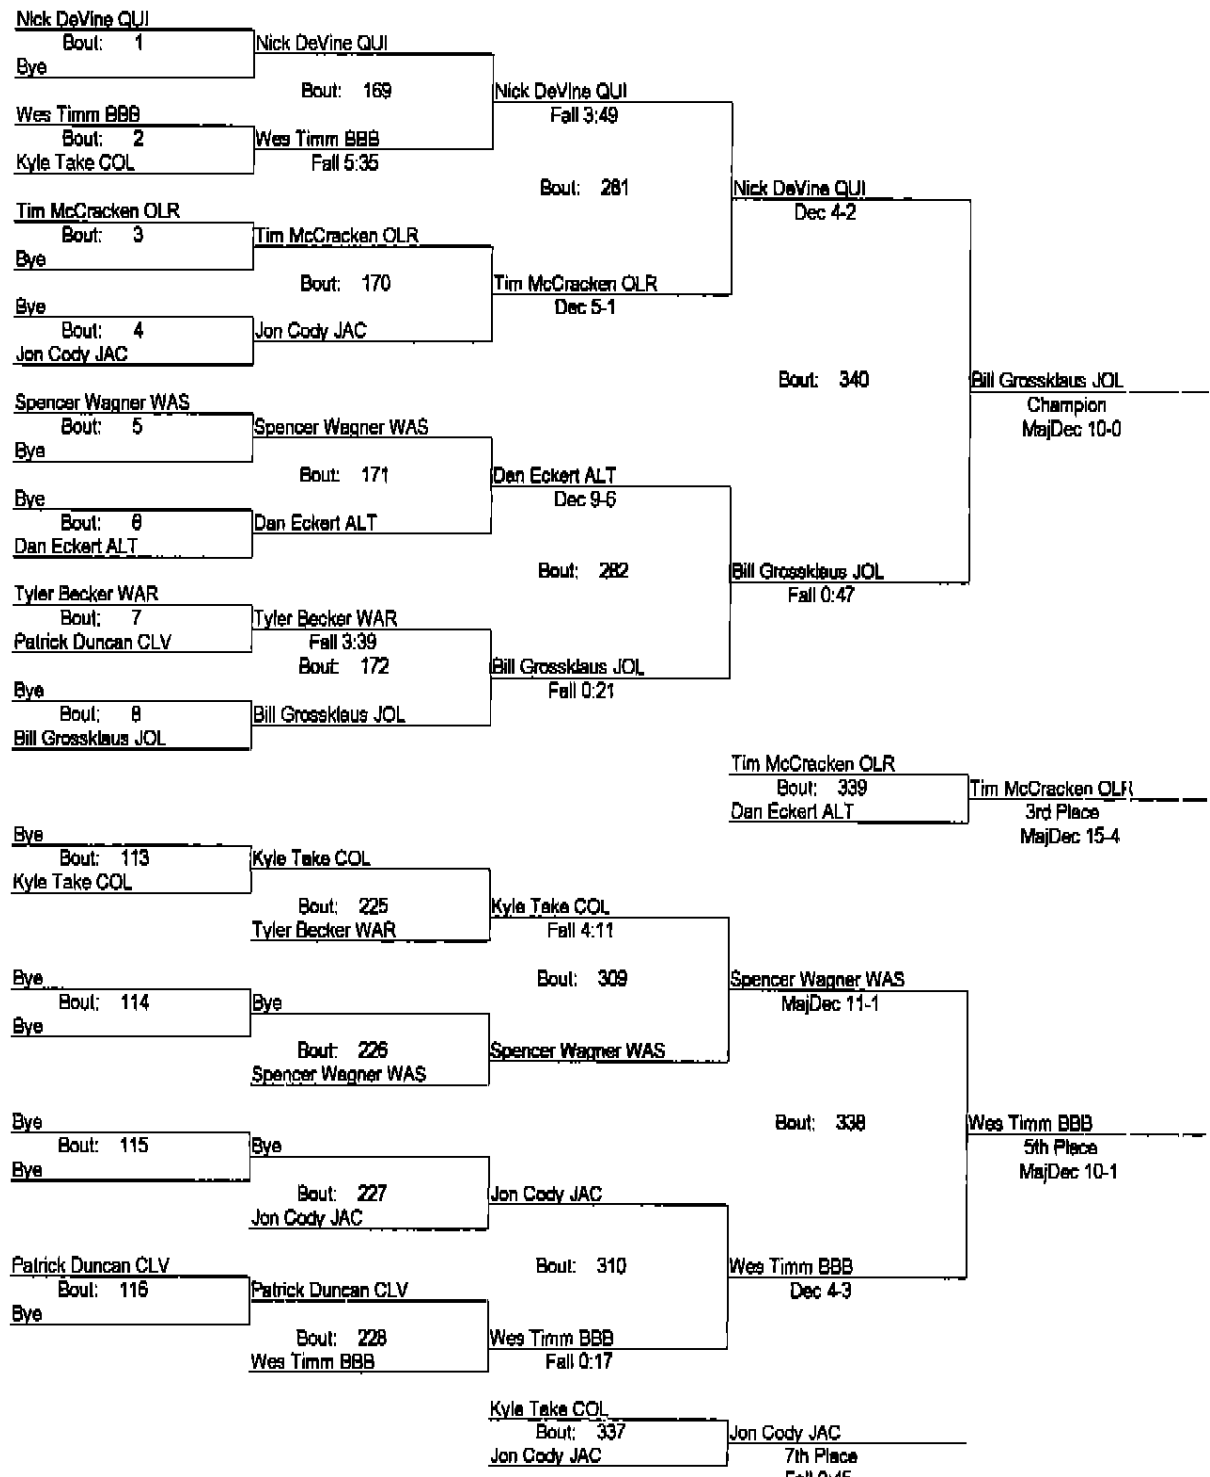 Nick DeVine QUI
Bout: 1
Nick DeVine QUI
Bye
Bout: 169
Nick DeVine QUI
Fall 3:49
Wes Timm BBB
Bout: 2
Wes Timm BBB
Kyle Take COL
Fall 5:35
Bout: 281
Nick DeVine QUI
Dec 4-2
Tim McCracken OLR
Bout: 3
Tim McCracken OLR
Bye
Bout: 170
Tim McCracken OLR
Dec 5-1
Bye
Bout: 4
Jon Cody JAC
Jon Cody JAC
Bout: 340
Bill Grossklaus JOL
Champion
MajDec 10-0
Spencer Wagner WAS
Bout: 5
Spencer Wagner WAS
Bye
Bout: 171
Dan Eckert ALT
Dec 9-6
Bye
Bout: 6
Dan Eckert ALT
Dan Eckert ALT
Bout: 282
Bill Grossklaus JOL
Fall 0:47
Tyler Becker WAR
Bout: 7
Tyler Becker WAR
Patrick Duncan CLV
Fall 3:39
Bout: 172
Bill Grossklaus JOL
Fall 0:21
Bye
Bout: 8
Bill Grossklaus JOL
Bill Grossklaus JOL
Tim McCracken OLR
Bout: 339
Tim McCracken OLR
Dan Eckert ALT
3rd Place
MajDec 15-4
Bye
Bout: 113
Kyle Take COL
Kyle Take COL
Bout: 225
Kyle Take COL
Tyler Becker WAR
Fall 4:11
Bye
Bout: 309
Spencer Wagner WAS
MajDec 11-1
Bout: 114
Bye
Bye
Bout: 226
Spencer Wagner WAS
Spencer Wagner WAS
Bye
Bout: 115
Bye
Bye
Bout: 338
Wes Timm BBB
5th Place
MajDec 10-1
Bout: 227
Jon Cody JAC
Jon Cody JAC
Patrick Duncan CLV
Bout: 310
Wes Timm BBB
Dec 4-3
Bout: 116
Patrick Duncan CLV
Bye
Bout: 228
Wes Timm BBB
Wes Timm BBB
Fall 0:17
Kyle Take COL
Bout: 337
Jon Cody JAC
Jon Cody JAC
7th Place